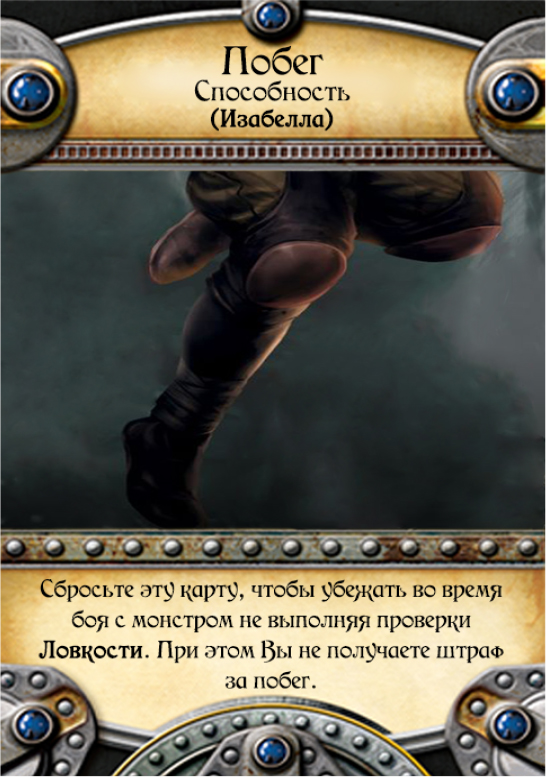 Побег
Способность
(Изабелла)
Сбросьте эту карту, чтобы убежать во время
боя с монстром не выполняя проверки
Ловкости. При этом Вы не получаете штраф
за побег.